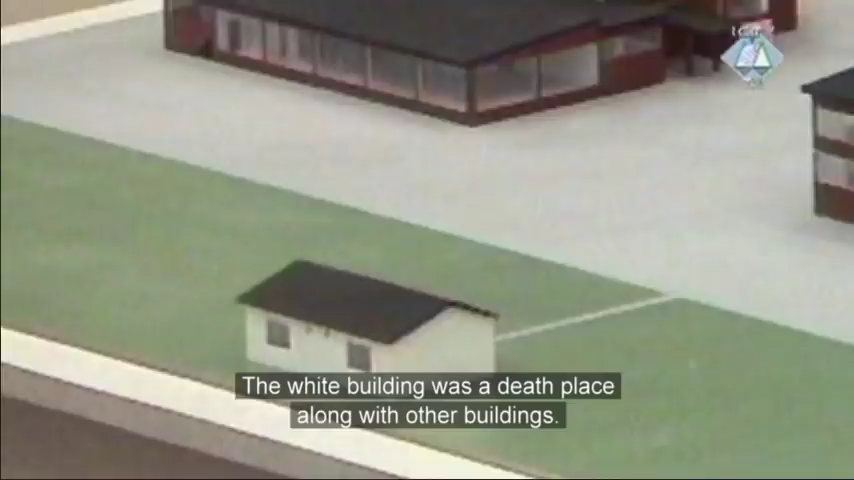 The white building was a death place
along with other buildings.